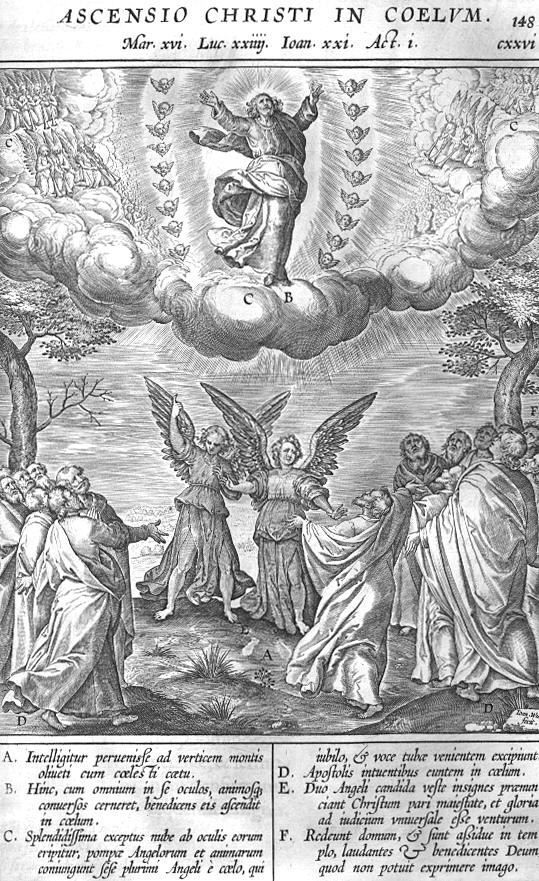 ASCENSIO CHRISTI IN COELVM.
148
Mar. xvi. Luc. xxiiij. Ioan. xxi. Act. i.
cxxvi
C
C
C B
F
E
A
D
D
A. Intelligitur peruenisse ad verticem montis
oliueti cum cœlesti cœtu.
B. Hinc, cum omnium in se oculos, animosq;
conuersos cerneret, benedicens eis ascendit
in cœlum.
C. Splendidissima exceptus nube ab oculis eorum
eripitur, pompæ Angelorum et animarum
coniungunt sese plurimi Angeli è cœlo, qui
iubilo, & voce tubæ venientem excipiunt.
D. Apostolis intuentibus euntem in cœlum.
E. Duo Angeli candida veste insignes prænun
ciant Christum pari maiestate, et gloria
ad iudicium vniuersale esse venturum.
F. Redeunt domum, & sunt assidue in tem
plo, laudantes & benedicentes Deum
quod non potuit exprimere imago.